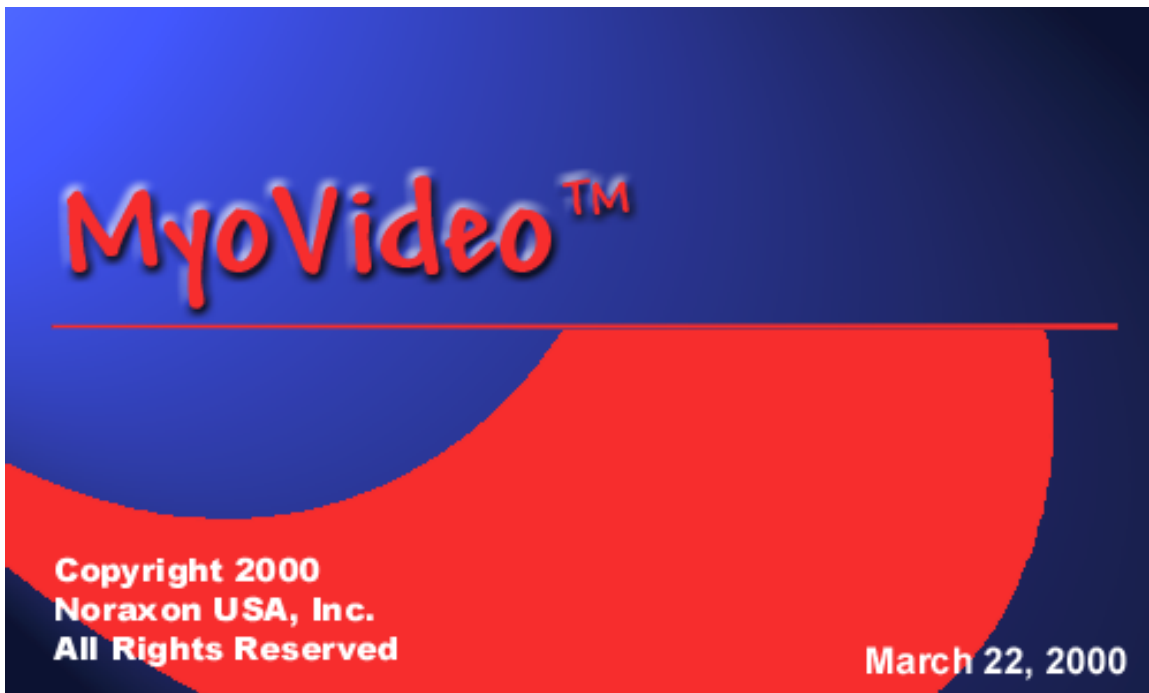 MyoVideo™
Copyright 2000
Noraxon USA, Inc.
All Rights Reserved
March 22, 2000